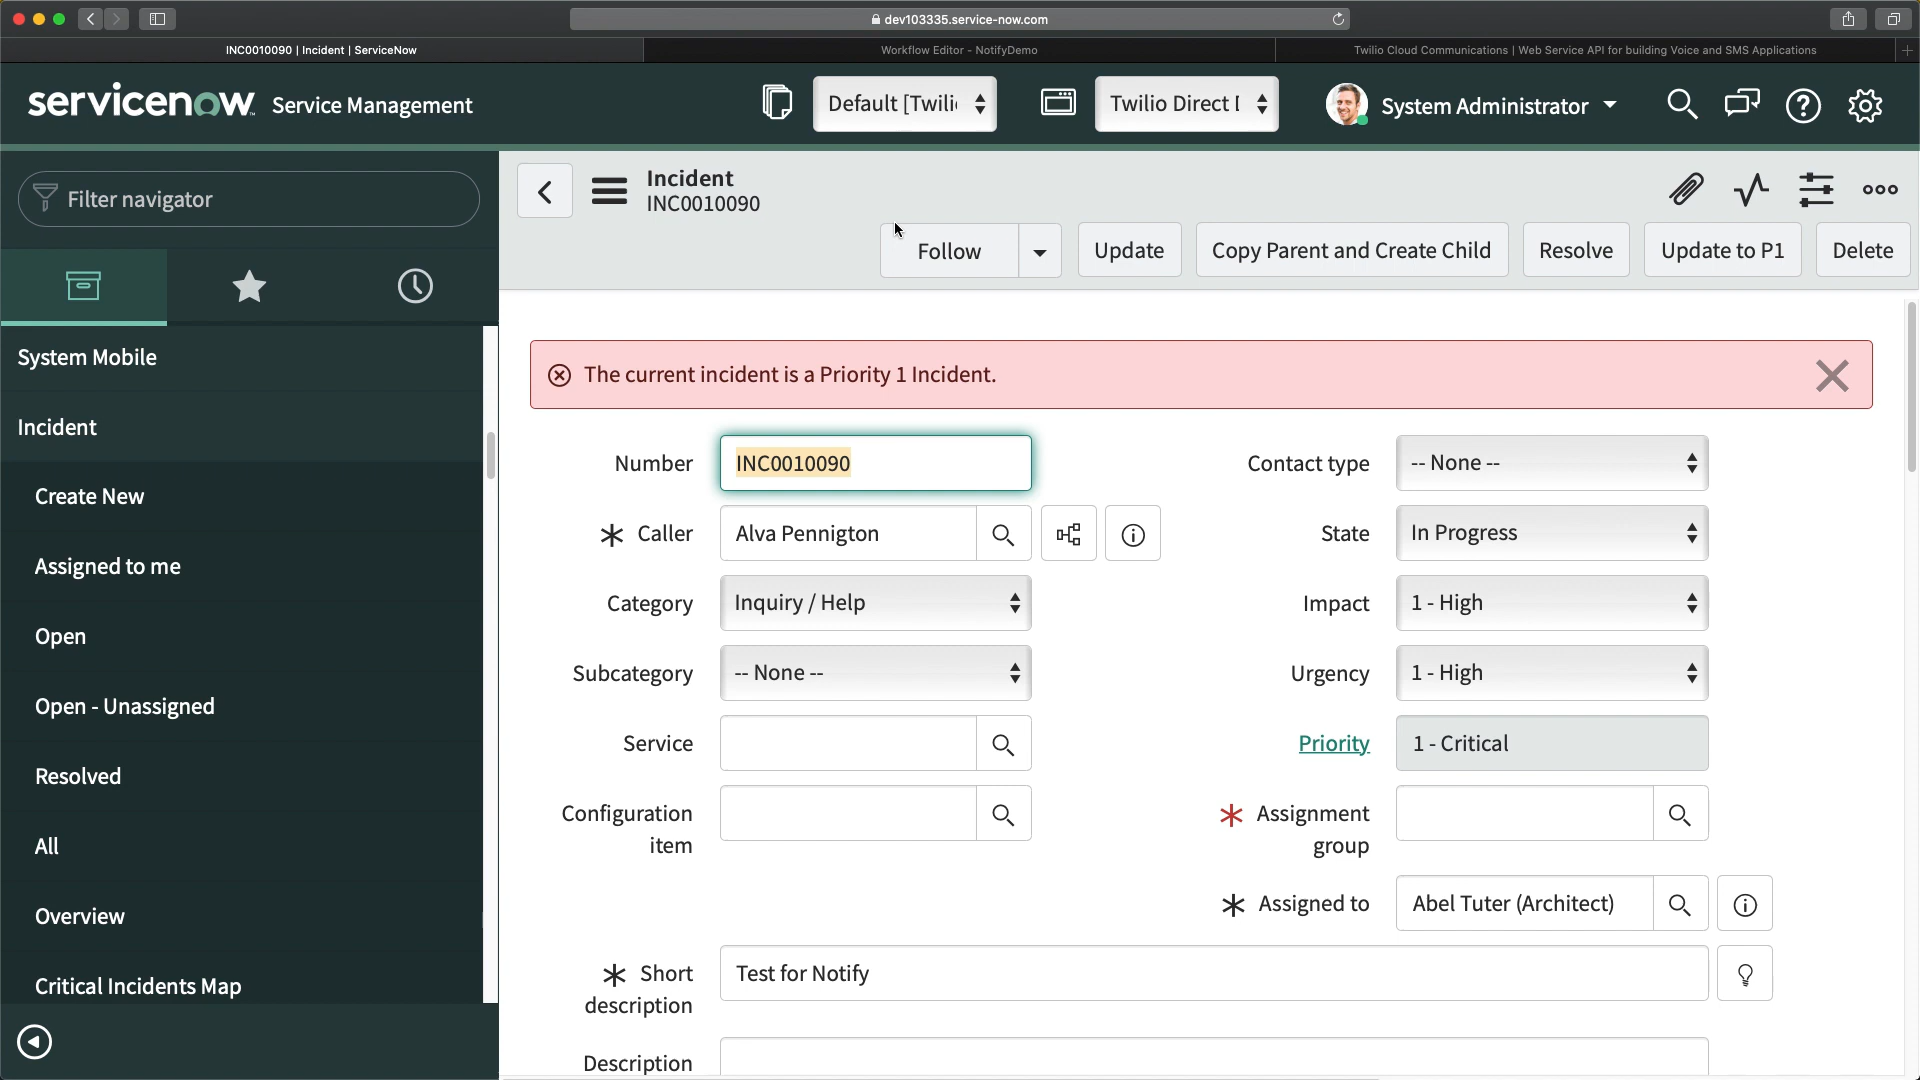 dev103335.service-now.com
INC0010090 | Incident | ServiceNow
Workflow Editor - NotifyDemo
Twilio Cloud Communications | Web Service API for building Voice and SMS Applications
servicenow Service Management
Default [Twili
Twilio Direct
System Administrator
Filter navigator
System Mobile
Incident
Create New
Assigned to me
Open
Open - Unassigned
Resolved
All
Overview
Critical Incidents Map
Incident
INC0010090
Follow
Update
Copy Parent and Create Child
Resolve
Update to P1
Delete
The current incident is a Priority 1 Incident.
Number INC0010090
Caller Alva Pennigton
Category Inquiry / Help
Subcategory -- None --
Service
Configuration
item
Contact type -- None --
State In Progress
Impact 1 - High
Urgency 1 - High
Priority 1 - Critical
Assignment
group
Assigned to Abel Tuter (Architect)
Short
description
Test for Notify
Description